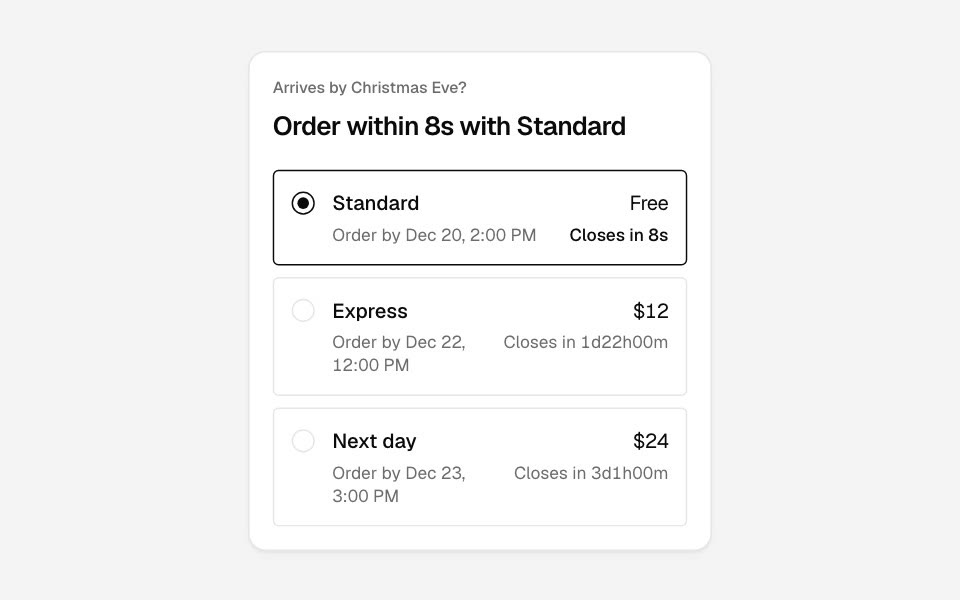 Arrives by Christmas Eve?
Order within 8s with Standard
Standard
Free
Order by Dec 20, 2:00 PM
Closes in 8s
Express
$12
Order by Dec 22,
12:00 PM
Closes in 1d22h00m
Next day
$24
Order by Dec 23,
3:00 PM
Closes in 3d1h00m